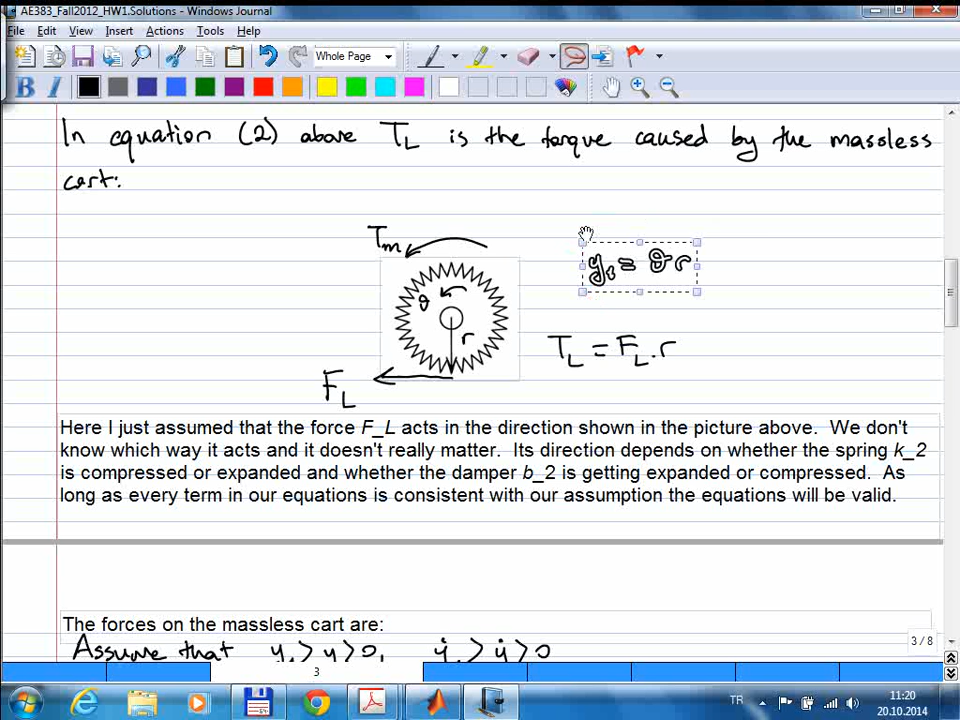 AE383_Fall2012_HW1.Solutions - Windows Journal
File Edit View Insert Actions Tools Help
Whole Page
B I
In equation (2) above T_L is the torque caused by the massless
cart:
T_m
y_1 = ϑr
ϑ
r
T_L = F_L.r
F_L
Here I just assumed that the force F_L acts in the direction shown in the picture above. We don't
know which way it acts and it doesn't really matter. Its direction depends on whether the spring k_2
is compressed or expanded and whether the damper b_2 is getting expanded or compressed. As
long as every term in our equations is consistent with our assumption the equations will be valid.
The forces on the massless cart are:
3 / 8
Assume that y_1 > y > 0, ẏ_1 > ẏ > 0
3
TR
11:20
20.10.2014